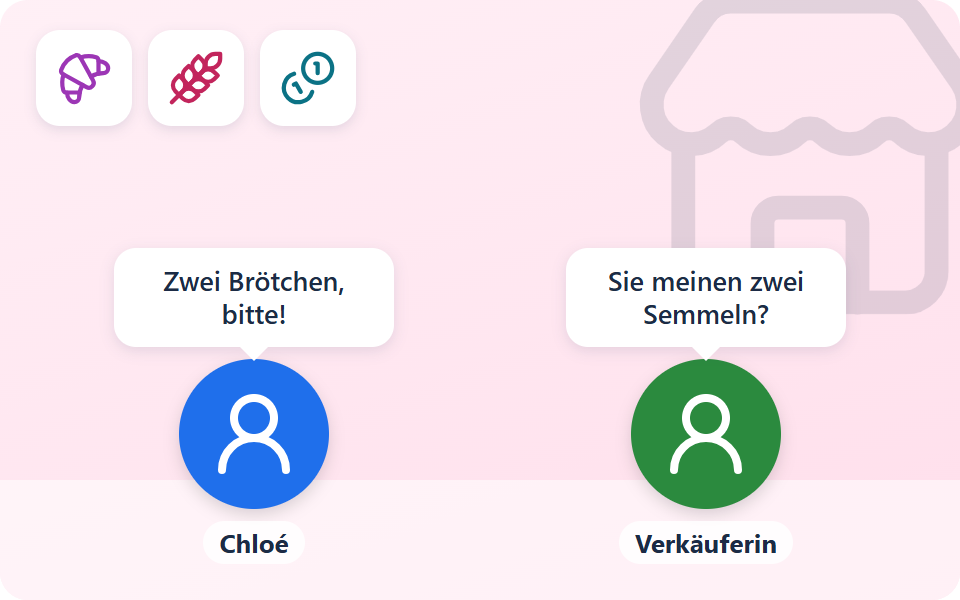 Zwei Brötchen,
bitte!
Sie meinen zwei
Semmeln?
Chloé
Verkäuferin